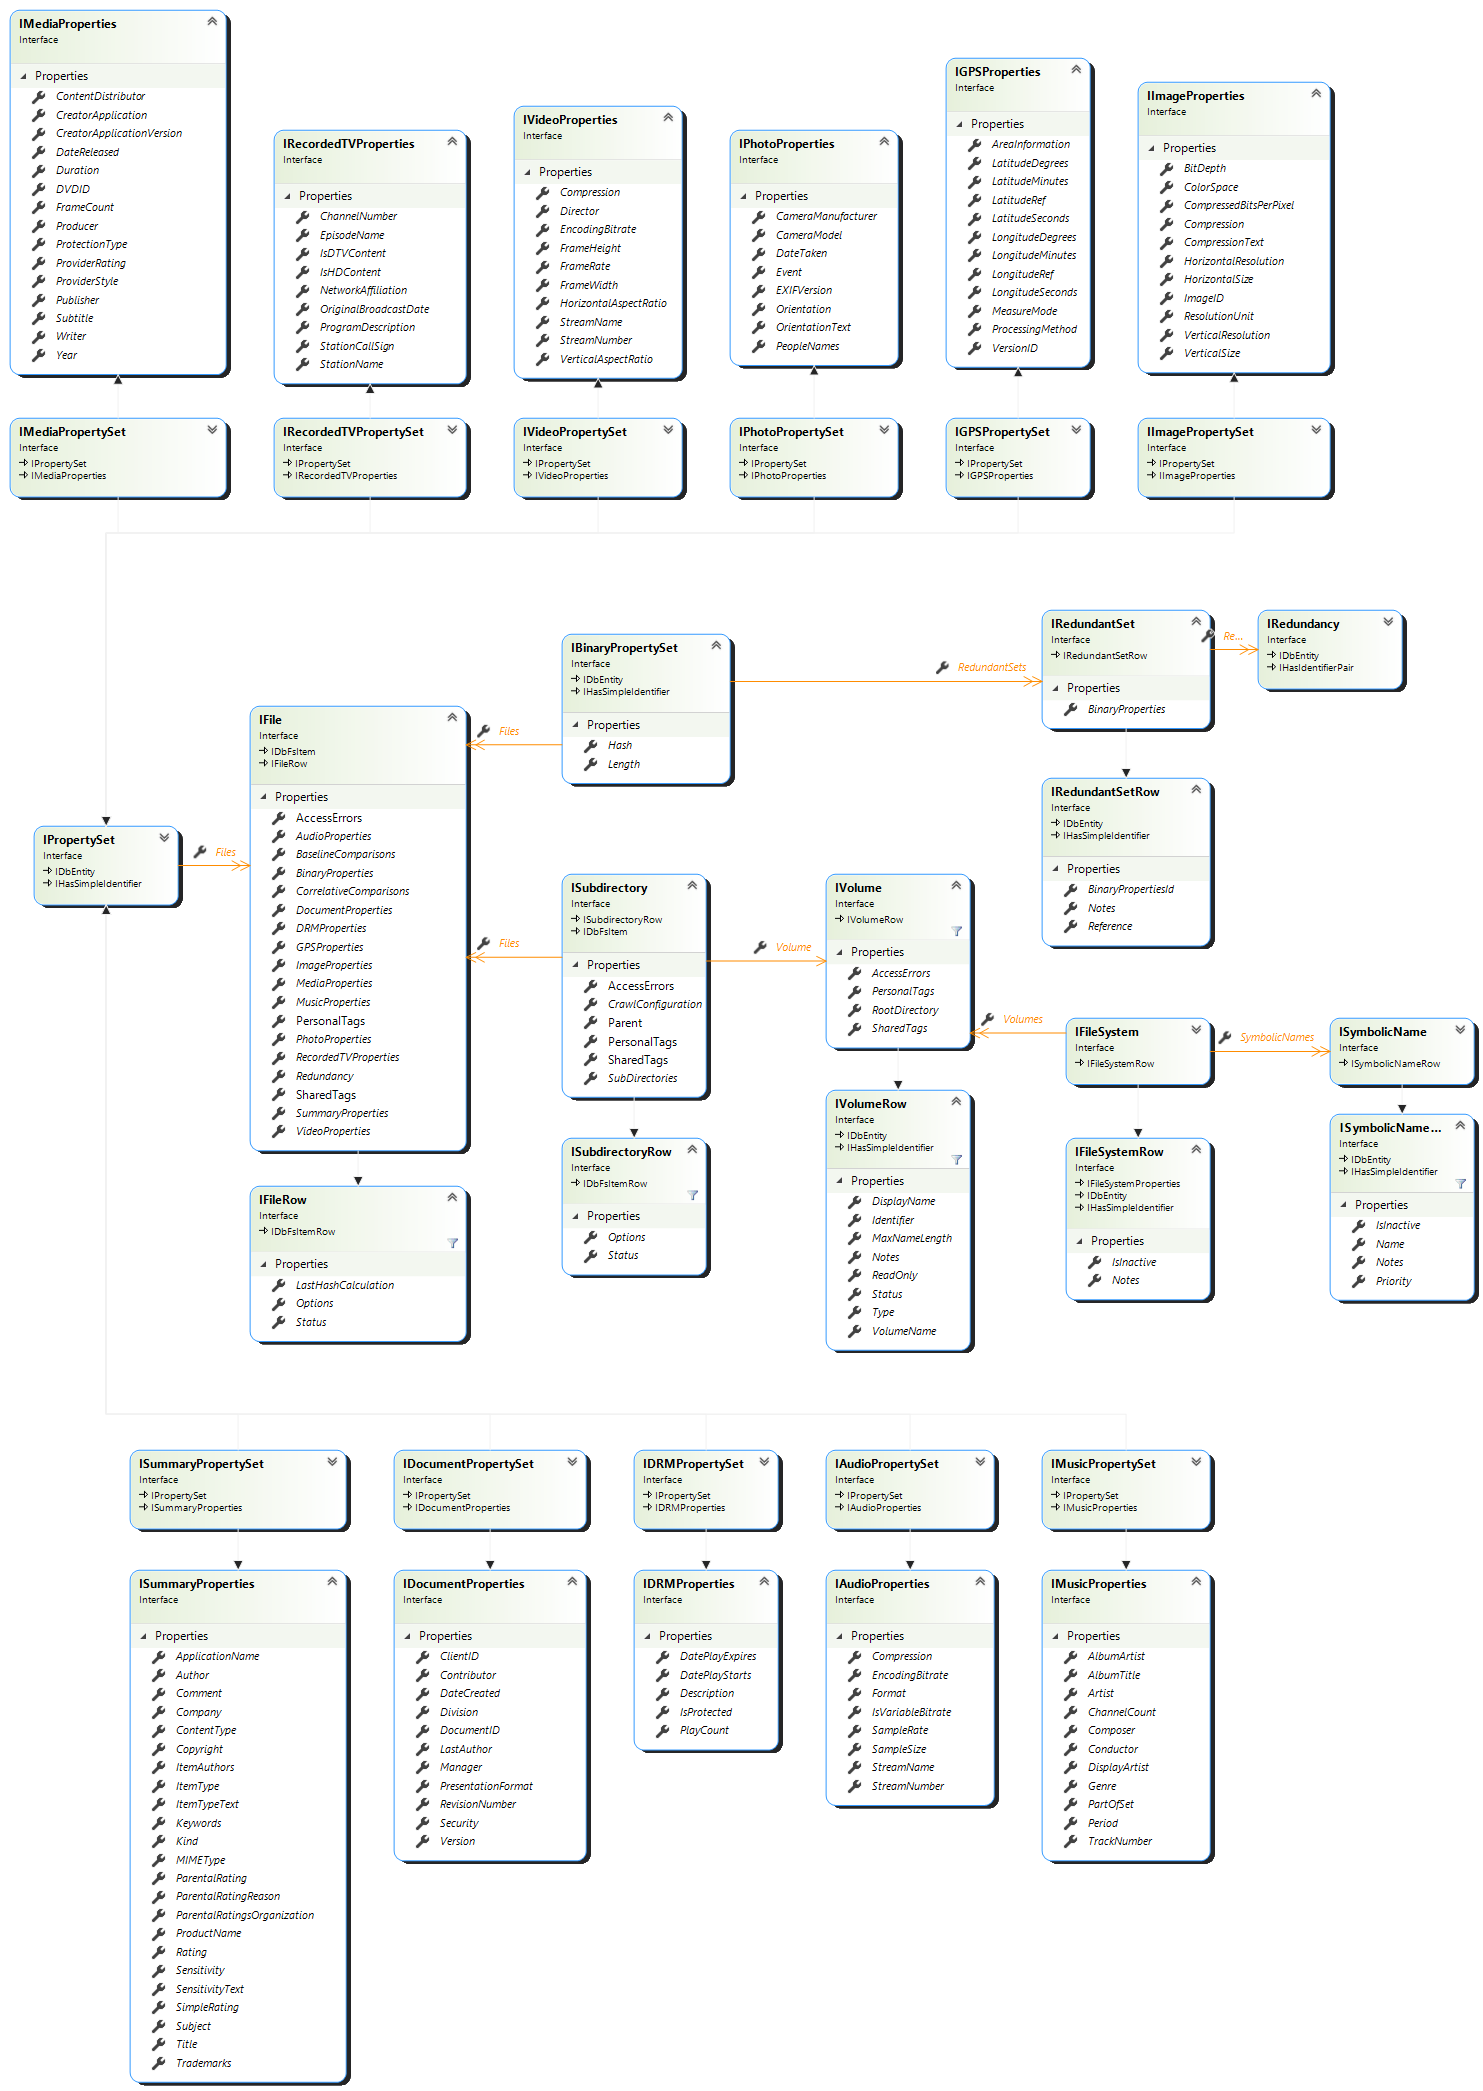 IMediaProperties
Interface
Properties
ContentDistributor
CreatorApplication
CreatorApplicationVersion
DateReleased
Duration
DVDID
FrameCount
Producer
ProtectionType
ProviderRating
ProviderStyle
Publisher
Subtitle
Writer
Year
IRecordedTVProperties
Interface
Properties
ChannelNumber
EpisodeName
IsDTVContent
IsHDContent
NetworkAffiliation
OriginalBroadcastDate
ProgramDescription
StationCallSign
StationName
IVideoProperties
Interface
Properties
Compression
Director
EncodingBitrate
FrameHeight
FrameRate
FrameWidth
HorizontalAspectRatio
StreamName
StreamNumber
VerticalAspectRatio
IPhotoProperties
Interface
Properties
CameraManufacturer
CameraModel
DateTaken
Event
EXIFVersion
Orientation
OrientationText
PeopleNames
IGPSProperties
Interface
Properties
AreaInformation
LatitudeDegrees
LatitudeMinutes
LatitudeRef
LatitudeSeconds
LongitudeDegrees
LongitudeMinutes
LongitudeRef
LongitudeSeconds
MeasureMode
ProcessingMethod
VersionID
IImageProperties
Interface
Properties
BitDepth
ColorSpace
CompressedBitsPerPixel
Compression
CompressionText
HorizontalResolution
HorizontalSize
ImageID
ResolutionUnit
VerticalResolution
VerticalSize
IMediaPropertySet
Interface
IPropertySet
IMediaProperties
IRecordedTVPropertySet
Interface
IPropertySet
IRecordedTVProperties
IVideoPropertySet
Interface
IPropertySet
IVideoProperties
IPhotoPropertySet
Interface
IPropertySet
IPhotoProperties
IGPSPropertySet
Interface
IPropertySet
IGPSProperties
IImagePropertySet
Interface
IPropertySet
IImageProperties
IPropertySet
Interface
IDbEntity
IHasSimpleIdentifier
Files
IFile
Interface
IDbFsItem
IFileRow
Properties
AccessErrors
AudioProperties
BaselineComparisons
BinaryProperties
CorrelativeComparisons
DocumentProperties
DRMProperties
GPSProperties
ImageProperties
MediaProperties
MusicProperties
PersonalTags
PhotoProperties
RecordedTVProperties
Redundancy
SharedTags
SummaryProperties
VideoProperties
IFileRow
Interface
IDbFsItemRow
Properties
LastHashCalculation
Options
Status
Files
IBinaryPropertySet
Interface
IDbEntity
IHasSimpleIdentifier
Properties
Hash
Length
RedundantSets
IRedundantSet
Interface
IRedundantSetRow
Properties
BinaryProperties
Re...
IRedundancy
Interface
IDbEntity
IHasIdentifierPair
IRedundantSetRow
Interface
IDbEntity
IHasSimpleIdentifier
Properties
BinaryPropertiesId
Notes
Reference
Files
ISubdirectory
Interface
ISubdirectoryRow
IDbFsItem
Properties
AccessErrors
CrawlConfiguration
Parent
PersonalTags
SharedTags
SubDirectories
ISubdirectoryRow
Interface
IDbFsItemRow
Properties
Options
Status
Volume
IVolume
Interface
IVolumeRow
Properties
AccessErrors
PersonalTags
RootDirectory
SharedTags
IVolumeRow
Interface
IDbEntity
IHasSimpleIdentifier
Properties
DisplayName
Identifier
MaxNameLength
Notes
ReadOnly
Status
Type
VolumeName
Volumes
IFileSystem
Interface
IFileSystemRow
IFileSystemRow
Interface
IFileSystemProperties
IDbEntity
IHasSimpleIdentifier
Properties
IsInactive
Notes
SymbolicNames
ISymbolicName
Interface
ISymbolicNameRow
ISymbolicName...
Interface
IDbEntity
IHasSimpleIdentifier
Properties
IsInactive
Name
Notes
Priority
ISummaryPropertySet
Interface
IPropertySet
ISummaryProperties
IDocumentPropertySet
Interface
IPropertySet
IDocumentProperties
IDRMPropertySet
Interface
IPropertySet
IDRMProperties
IAudioPropertySet
Interface
IPropertySet
IAudioProperties
IMusicPropertySet
Interface
IPropertySet
IMusicProperties
ISummaryProperties
Interface
Properties
ApplicationName
Author
Comment
Company
ContentType
Copyright
ItemAuthors
ItemType
ItemTypeText
Keywords
Kind
MIMEType
ParentalRating
ParentalRatingReason
ParentalRatingsOrganization
ProductName
Rating
Sensitivity
SensitivityText
SimpleRating
Subject
Title
Trademarks
IDocumentProperties
Interface
Properties
ClientID
Contributor
DateCreated
Division
DocumentID
LastAuthor
Manager
PresentationFormat
RevisionNumber
Security
Version
IDRMProperties
Interface
Properties
DatePlayExpires
DatePlayStarts
Description
IsProtected
PlayCount
IAudioProperties
Interface
Properties
Compression
EncodingBitrate
Format
IsVariableBitrate
SampleRate
SampleSize
StreamName
StreamNumber
IMusicProperties
Interface
Properties
AlbumArtist
AlbumTitle
Artist
ChannelCount
Composer
Conductor
DisplayArtist
Genre
PartOfSet
Period
TrackNumber